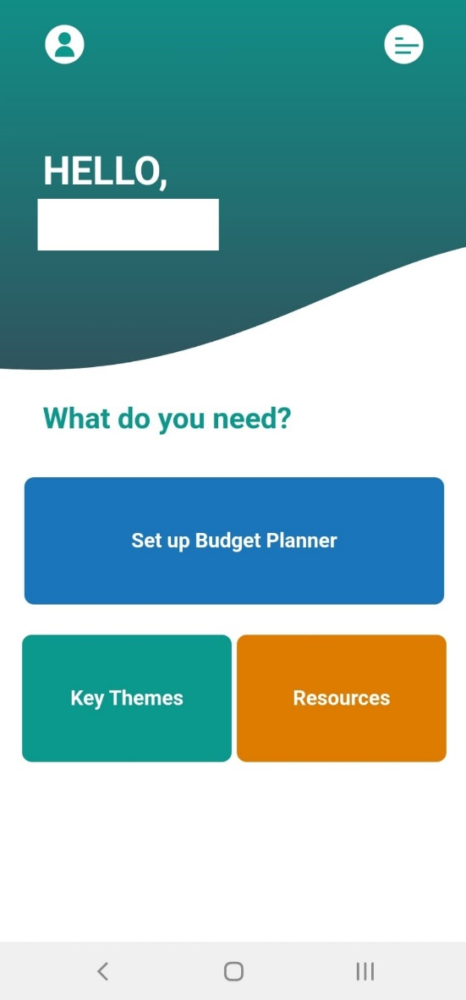 HELLO,
What do you need?
Set up Budget Planner
Key Themes
Resources